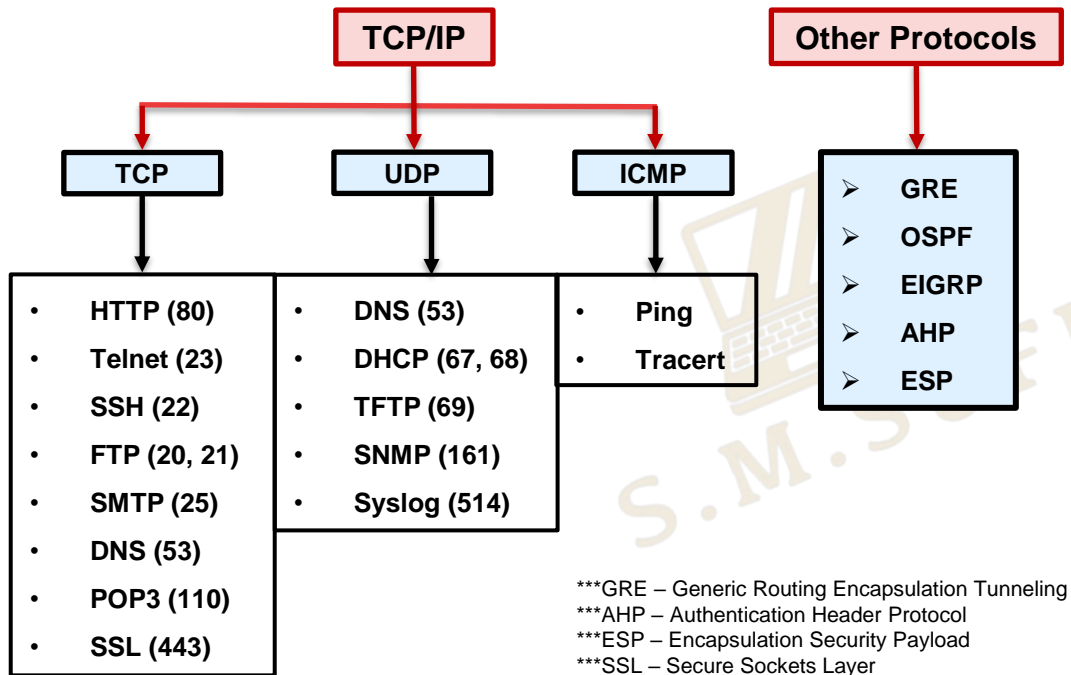 TCP/IP
Other Protocols
TCP
UDP
ICMP
• HTTP (80)
• Telnet (23)
• SSH (22)
• FTP (20, 21)
• SMTP (25)
• DNS (53)
• POP3 (110)
• SSL (443)
• DNS (53)
• DHCP (67, 68)
• TFTP (69)
• SNMP (161)
• Syslog (514)
• Ping
• Tracert
➢ GRE
➢ OSPF
➢ EIGRP
➢ AHP
➢ ESP
***GRE – Generic Routing Encapsulation Tunneling
***AHP – Authentication Header Protocol
***ESP – Encapsulation Security Payload
***SSL – Secure Sockets Layer